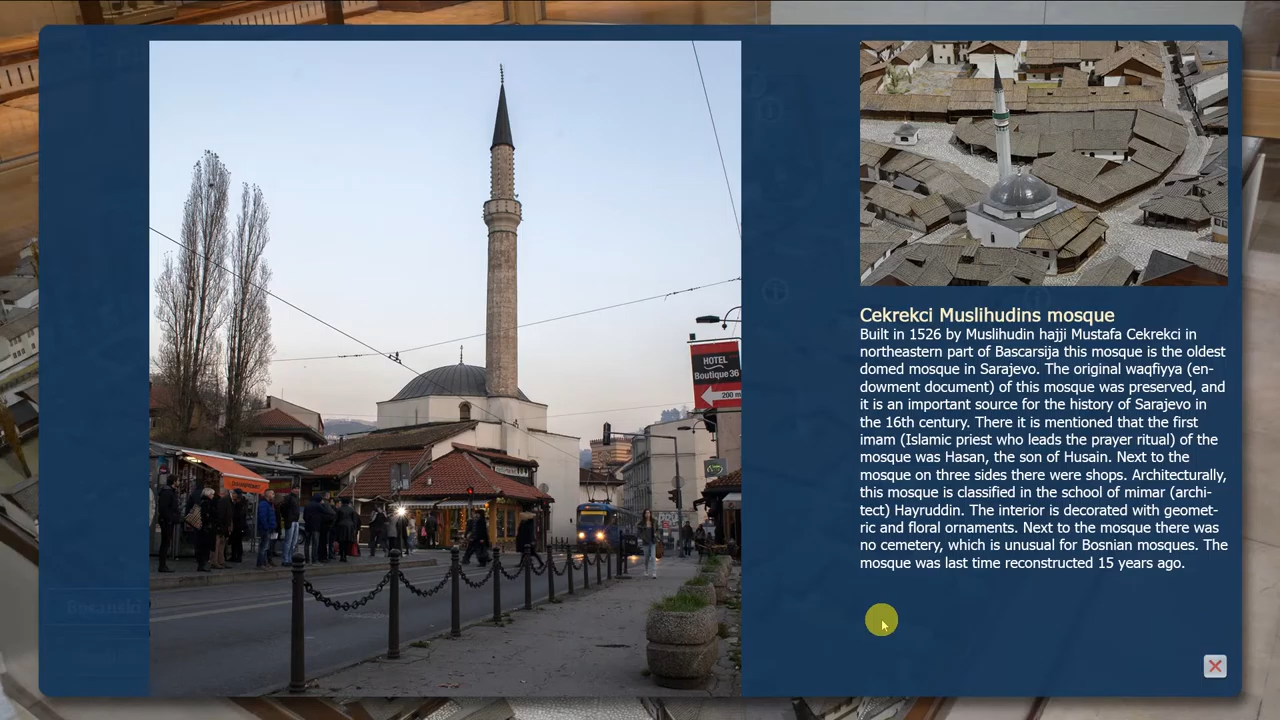 HOTEL
Boutique 36
200 m
Cekrekci Muslihudins mosque
Built in 1526 by Muslihudin hajji Mustafa Cekrekci in
northeastern part of Bascarsija this mosque is the oldest
domed mosque in Sarajevo. The original waqfiyya (en-
dowment document) of this mosque was preserved, and
it is an important source for the history of Sarajevo in
the 16th century. There it is mentioned that the first
imam (Islamic priest who leads the prayer ritual) of the
mosque was Hasan, the son of Husain. Next to the
mosque on three sides there were shops. Architecturally,
this mosque is classified in the school of mimar (archi-
tect) Hayruddin. The interior is decorated with geomet-
ric and floral ornaments. Next to the mosque there was
no cemetery, which is unusual for Bosnian mosques. The
mosque was last time reconstructed 15 years ago.
Bosanski